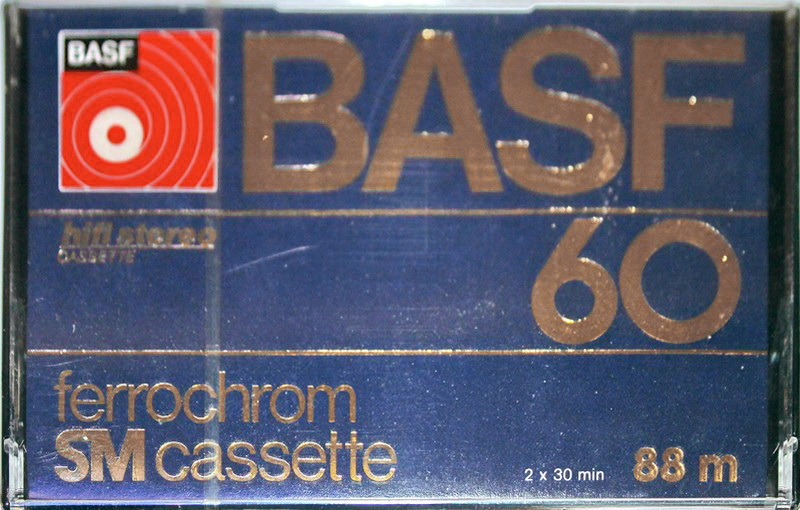 BASF
BASF
60
hifi stereo
CASSETTE
ferrochrom
SM cassette
2 x 30 min
88 m